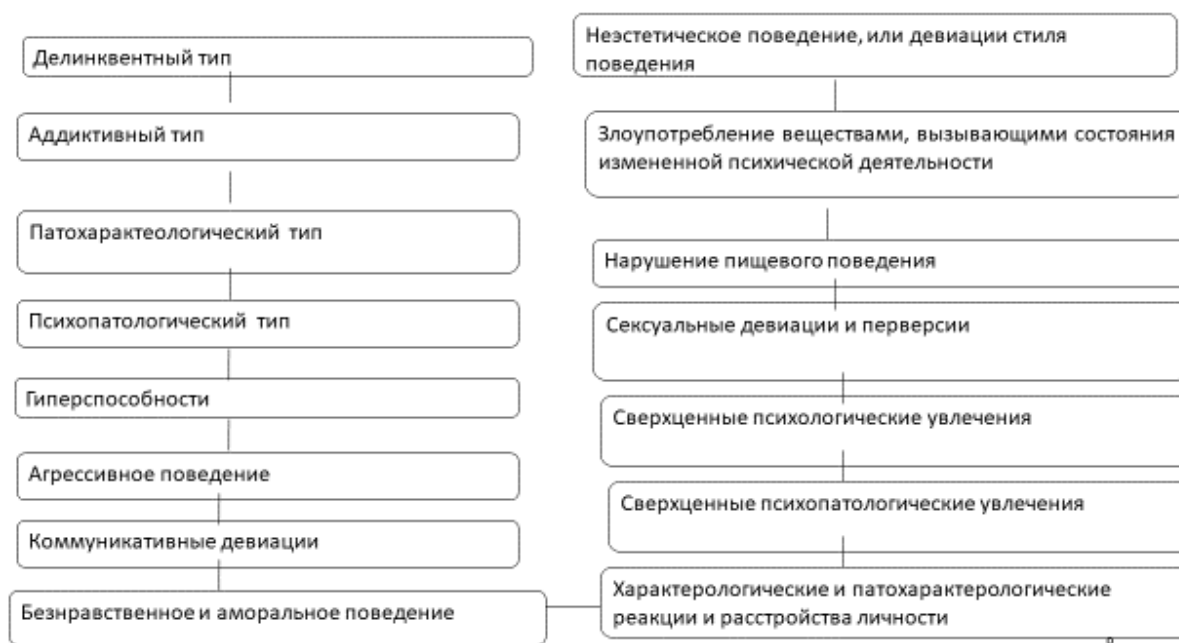 Делинквентный тип
Аддиктивный тип
Патохарактеологический тип
Психопатологический тип
Гиперспособности
Агрессивное поведение
Коммуникативные девиации
Безнравственное и аморальное поведение
Неэстетическое поведение, или девиации стиля
поведения
Злоупотребление веществами, вызывающими состояния
измененной психической деятельности
Нарушение пищевого поведения
Сексуальные девиации и перверсии
Сверхценные психологические увлечения
Сверхценные психопатологические увлечения
Характерологические и патохарактерологические
реакции и расстройства личности